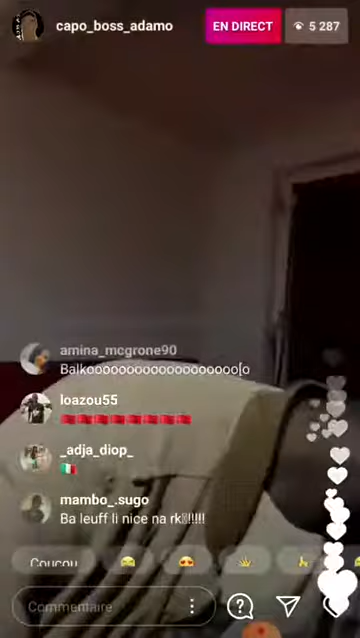 capo_boss_adamo
EN DIRECT
5 287
amina_mcgrone90
Balkooooooooooooooooooo[o
loazou55
_adja_diop_
mambo_.sugo
Ba leuff li nice na rk!!!!!
Coucou
Commentaire